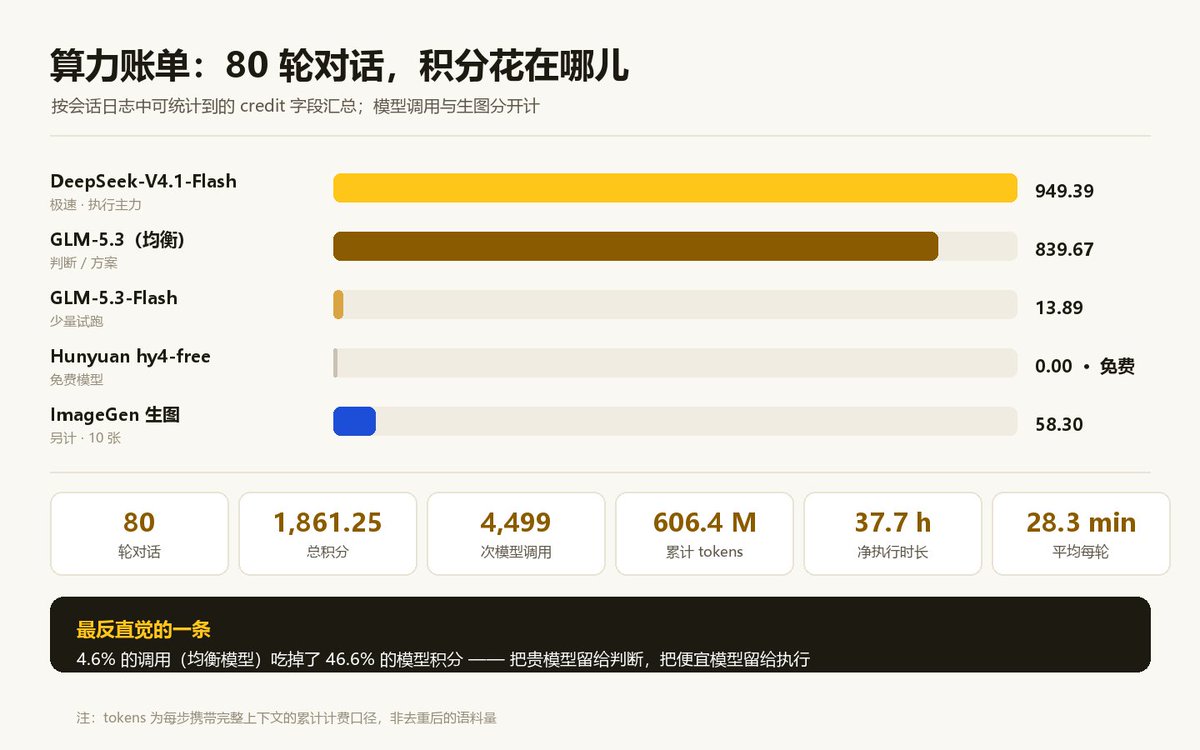 算力账单：80 轮对话，积分花在哪儿
按会话日志中可统计到的 credit 字段汇总；模型调用与生图分开计
DeepSeek-V4.1-Flash
极速 · 执行主力
949.39
GLM-5.3（均衡）
判断 / 方案
839.67
GLM-5.3-Flash
少量试跑
13.89
Hunyuan hy4-free
免费模型
0.00 • 免费
ImageGen 生图
另计 · 10 张
58.30
80
轮对话
1,861.25
总积分
4,499
次模型调用
606.4 M
累计 tokens
37.7 h
净执行时长
28.3 min
平均每轮
最反直觉的一条
4.6% 的调用（均衡模型）吃掉了 46.6% 的模型积分 —— 把贵模型留给判断，把便宜模型留给执行
注：tokens 为每步携带完整上下文的累计计费口径，非去重后的语料量